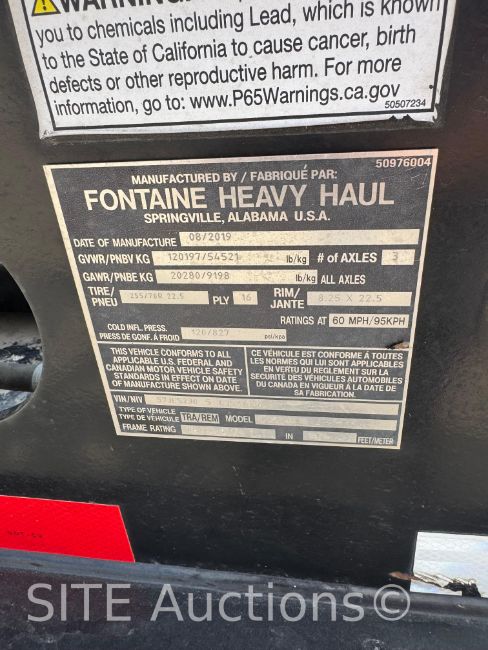 WARNING
you to chemicals including Lead, which is known
to the State of California to cause cancer, birth
defects or other reproductive harm. For more
information, go to: www.P65Warnings.ca.gov
50507234
50976004
MANUFACTURED BY / FABRIQUÉ PAR:
FONTAINE HEAVY HAUL
SPRINGVILLE, ALABAMA U.S.A.
DATE OF MANUFACTURE 08/2019
GVWR/PNBV KG 120197/54521 lb/kg # OF AXLES 3
GAWR/PNBE KG 20280/9198 lb/kg ALL AXLES
TIRE/ PNEU 255/70R 22.5 PLY 16 RIM/ JANTE 8.25 X 22.5
RATINGS AT 60 MPH/95KPH
COLD INFL. PRESS.
PRESS DE GONF. À FROID 120/827 psi/kpa
THIS VEHICLE CONFORMS TO ALL
APPLICABLE U.S. FEDERAL AND
CANADIAN MOTOR VEHICLE SAFETY
STANDARDS IN EFFECT ON DATE
OF MANUFACTURE SHOWN ABOVE
CE VÉHICULE EST CONFORME À TOUTES
LES NORMES QUI LUI SONT APPLICABLES
EN VERTU DU REGLEMENT SUR LA
SECURITÉ DES VÉHICULES AUTOMOBILES
DU CANADA EN VIGUEUR À LA DATE DE
SA FABRICATION.
VIN/NIV
TYPE OF VEHICLE
TYPE DE VÉHICULE TRA/REM MODEL
FRAME RATING IN FEET/METER
SITE Auctions©